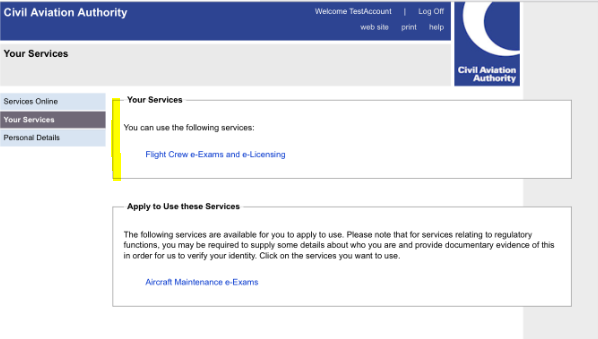 Civil Aviation Authority
Welcome TestAccount | Log Off
web site print help
Your Services
Civil Aviation
Authority
Services Online
Your Services
Personal Details
Your Services
You can use the following services:
Flight Crew e-Exams and e-Licensing
Apply to Use these Services
The following services are available for you to apply to use. Please note that for services relating to regulatory
functions, you may be required to supply some details about who you are and provide documentary evidence of this
in order for us to verify your identity. Click on the services you want to use.
Aircraft Maintenance e-Exams